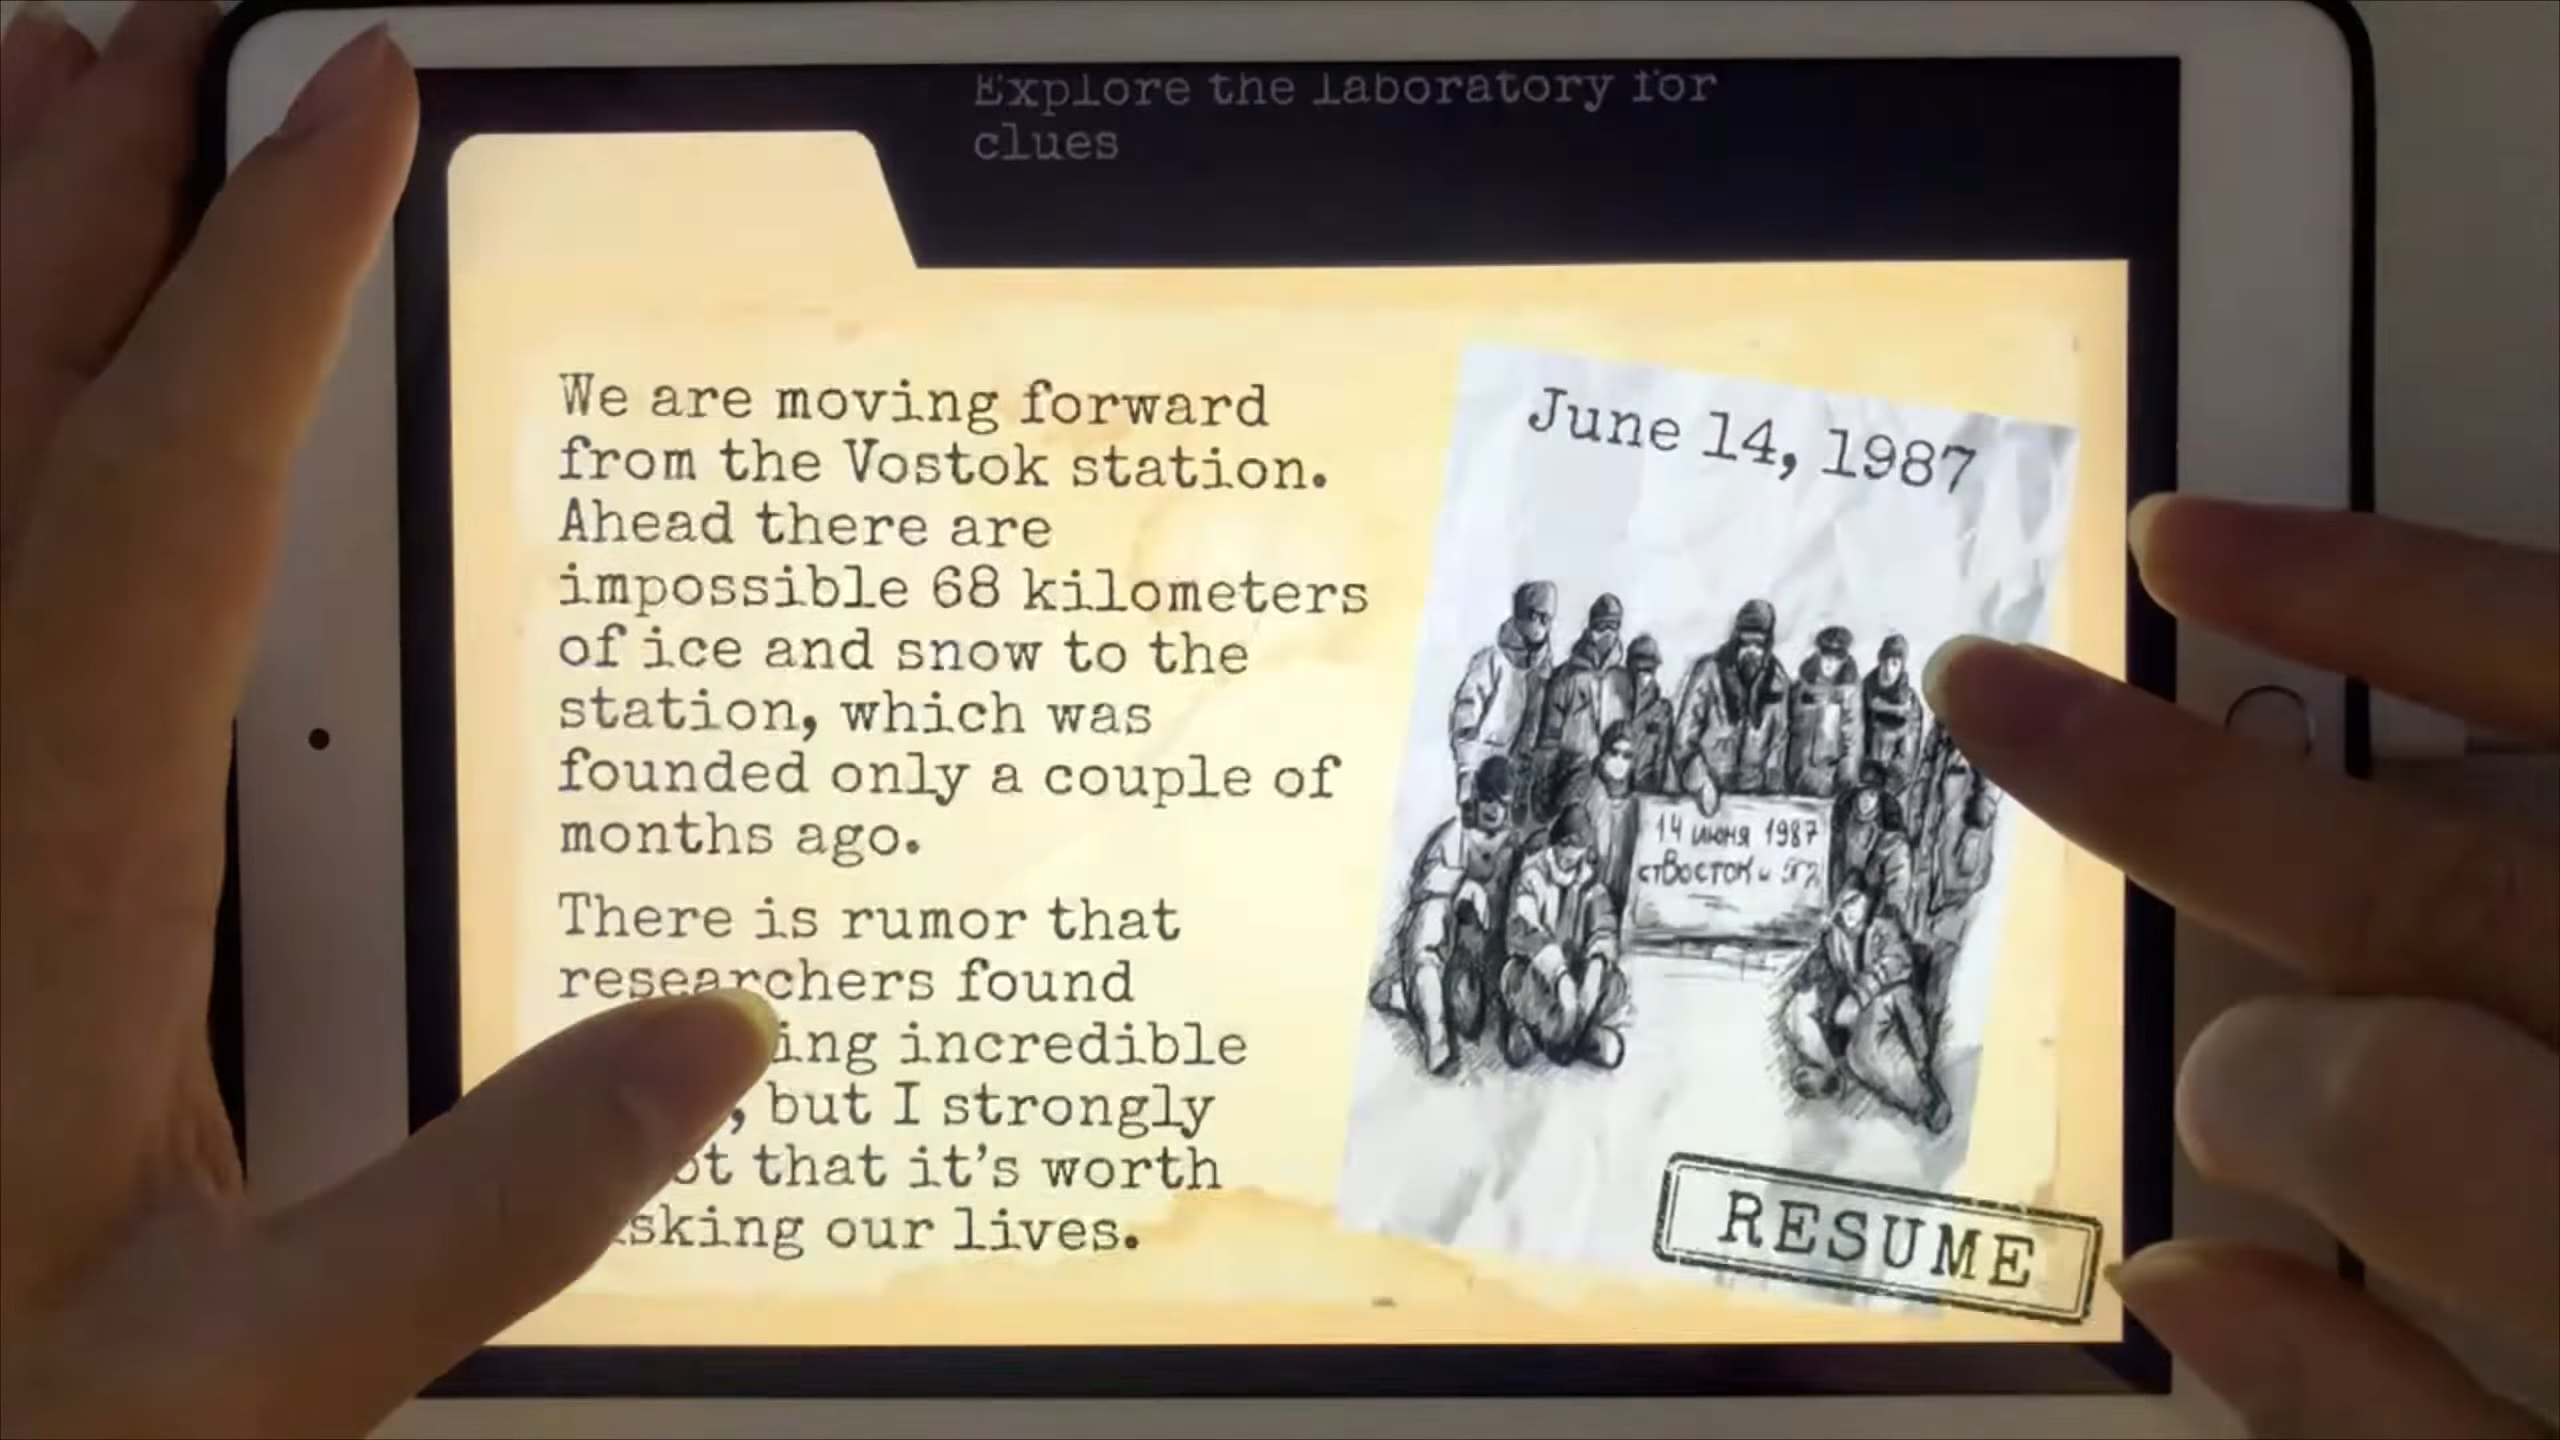 Explore the laboratory for
clues
We are moving forward
from the Vostok station.
Ahead there are
impossible 68 kilometers
of ice and snow to the
station, which was
founded only a couple of
months ago.
There is rumor that
researchers found
incredible
but I strongly
that it's worth
our lives.
June 14, 1987
14 июня 1987
ст Восток и
RESUME